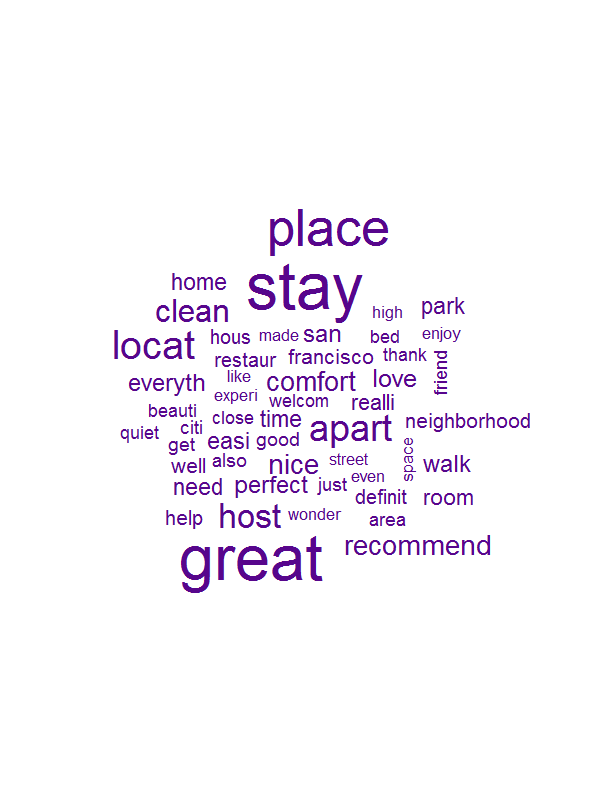 place
home stay
clean high park
locat hous made san bed enjoy
restaur francisco thank
everyth like comfort love friend
experi welcom realli
beauti close time apart neighborhood
quiet citi easi good
get
well also nice street space walk
need perfect just even
definit room
help host wonder area
great recommend